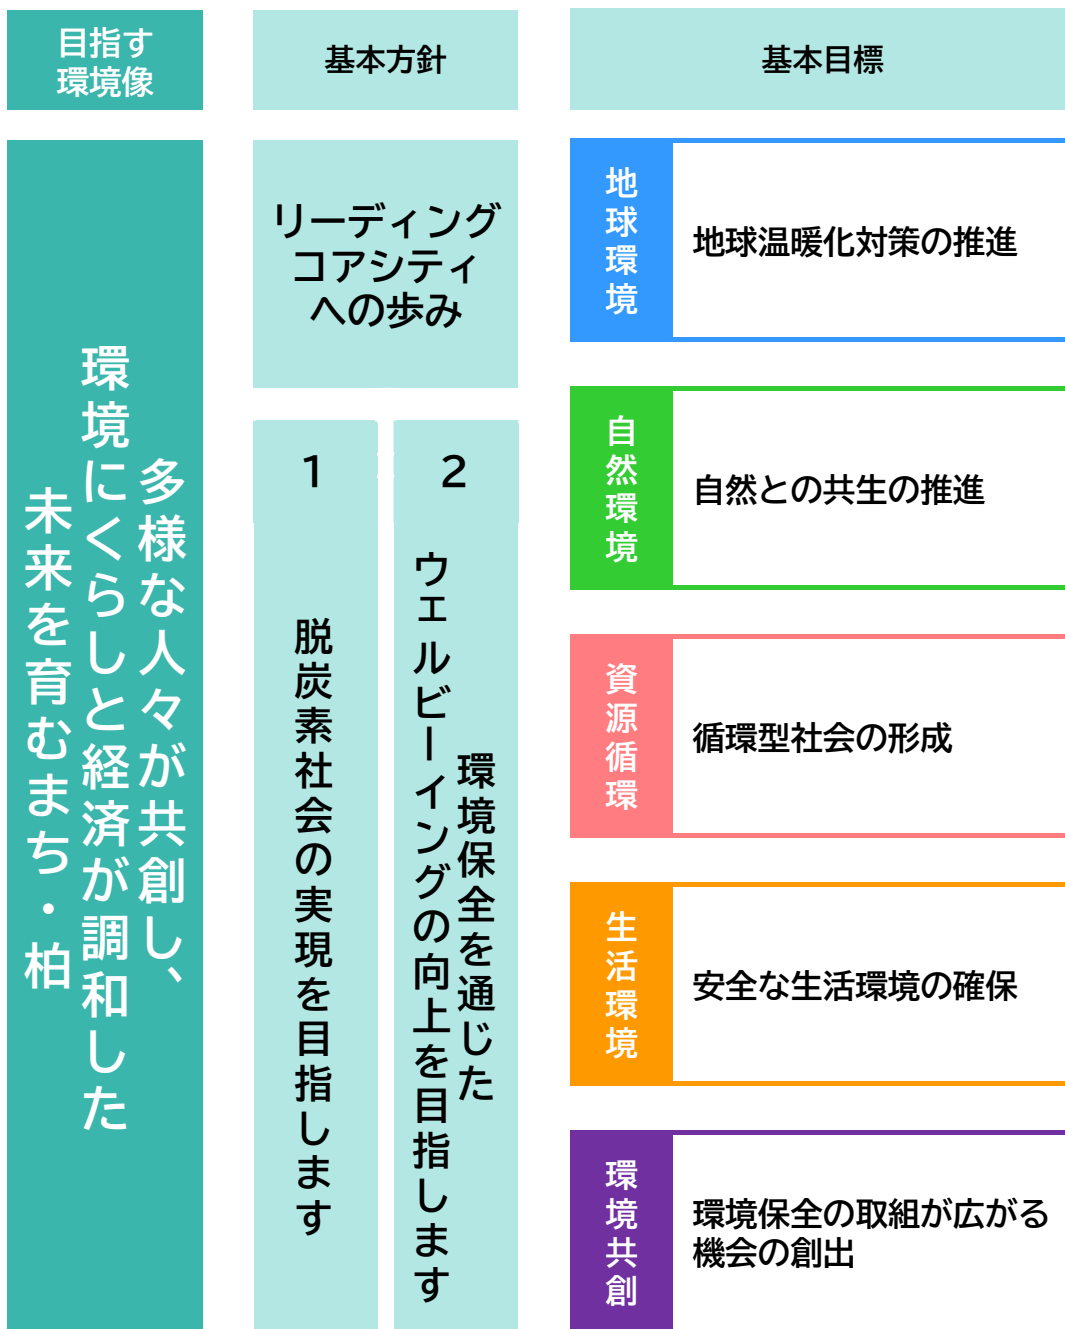 目指す
環境像
基本方針
基本目標
多様な人々が共創し、
環境にくらしと経済が調和した
未来を育むまち・柏
リーディング
コアシティ
への歩み
1
脱炭素社会の実現を目指します
2
環境保全を通じた
ウェルビーイングの向上を目指します
地球環境
地球温暖化対策の推進
自然環境
自然との共生の推進
資源循環
循環型社会の形成
生活環境
安全な生活環境の確保
環境共創
環境保全の取組が広がる
機会の創出